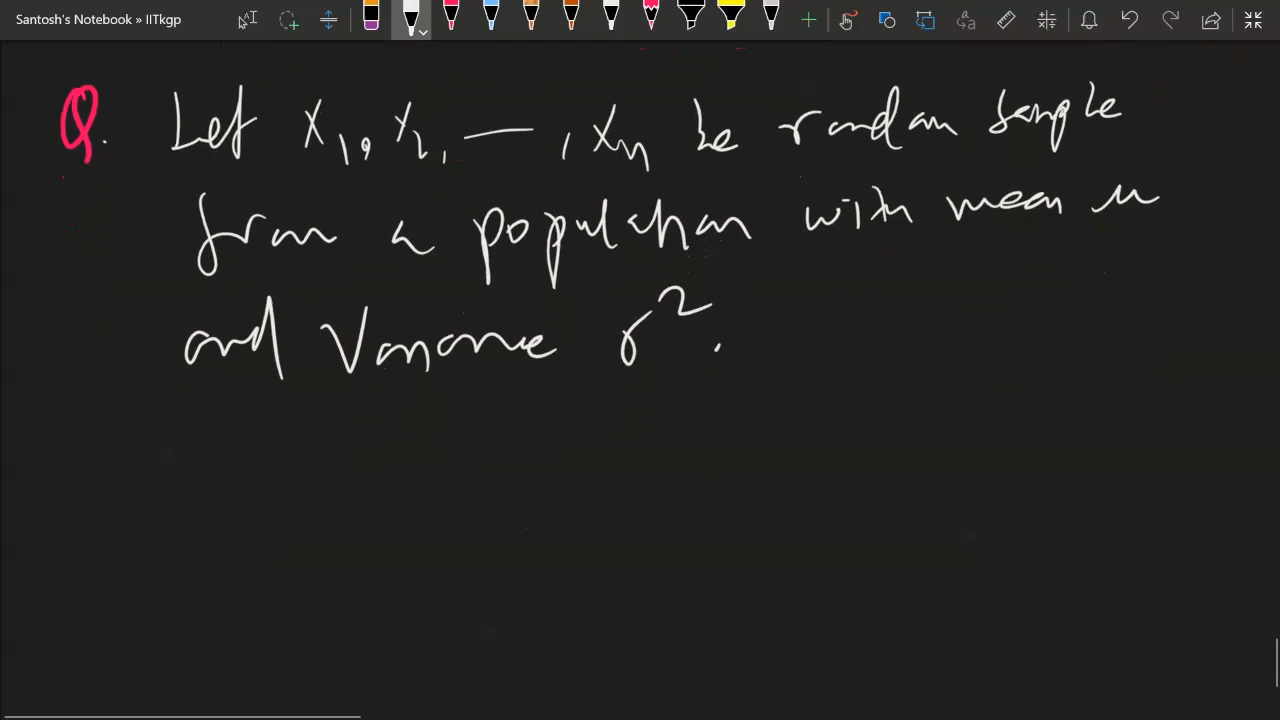 Santosh's Notebook » IITkgp
Q. Let X1, X2, — , Xn be random sample
from a population with mean μ
and Variance σ².